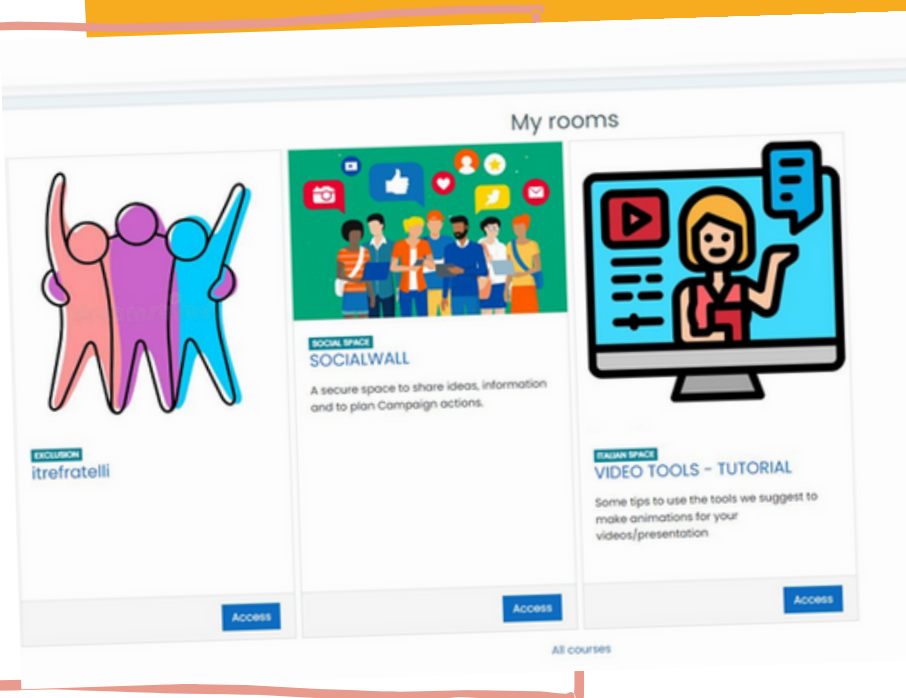 My rooms
EXCLUSION
itrefratelli
Access
SOCIAL SPACE
SOCIALWALL
A secure space to share ideas, information
and to plan Campaign actions.
Access
ITALIAN SPACE
VIDEO TOOLS - TUTORIAL
Some tips to use the tools we suggest to
make animations for your
videos/presentation
Access
All courses